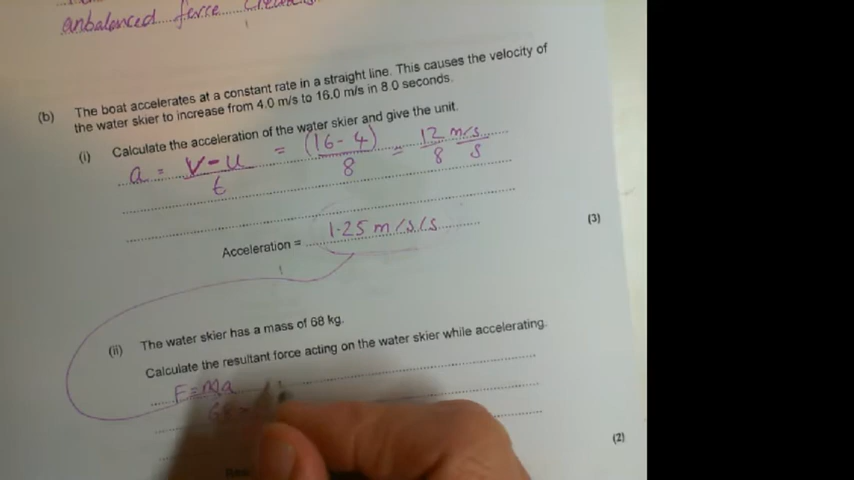 anbalenced force
(b) The boat accelerates at a constant rate in a straight line. This causes the velocity of
the water skier to increase from 4.0 m/s to 16.0 m/s in 8.0 seconds.
(i) Calculate the acceleration of the water skier and give the unit.
a = v - u / t = (16 - 4) / 8 = 12 / 8 m/s / s
Acceleration = 1.25 m/s/s
(3)
(ii) The water skier has a mass of 68 kg.
Calculate the resultant force acting on the water skier while accelerating.
F = Ma
(2)